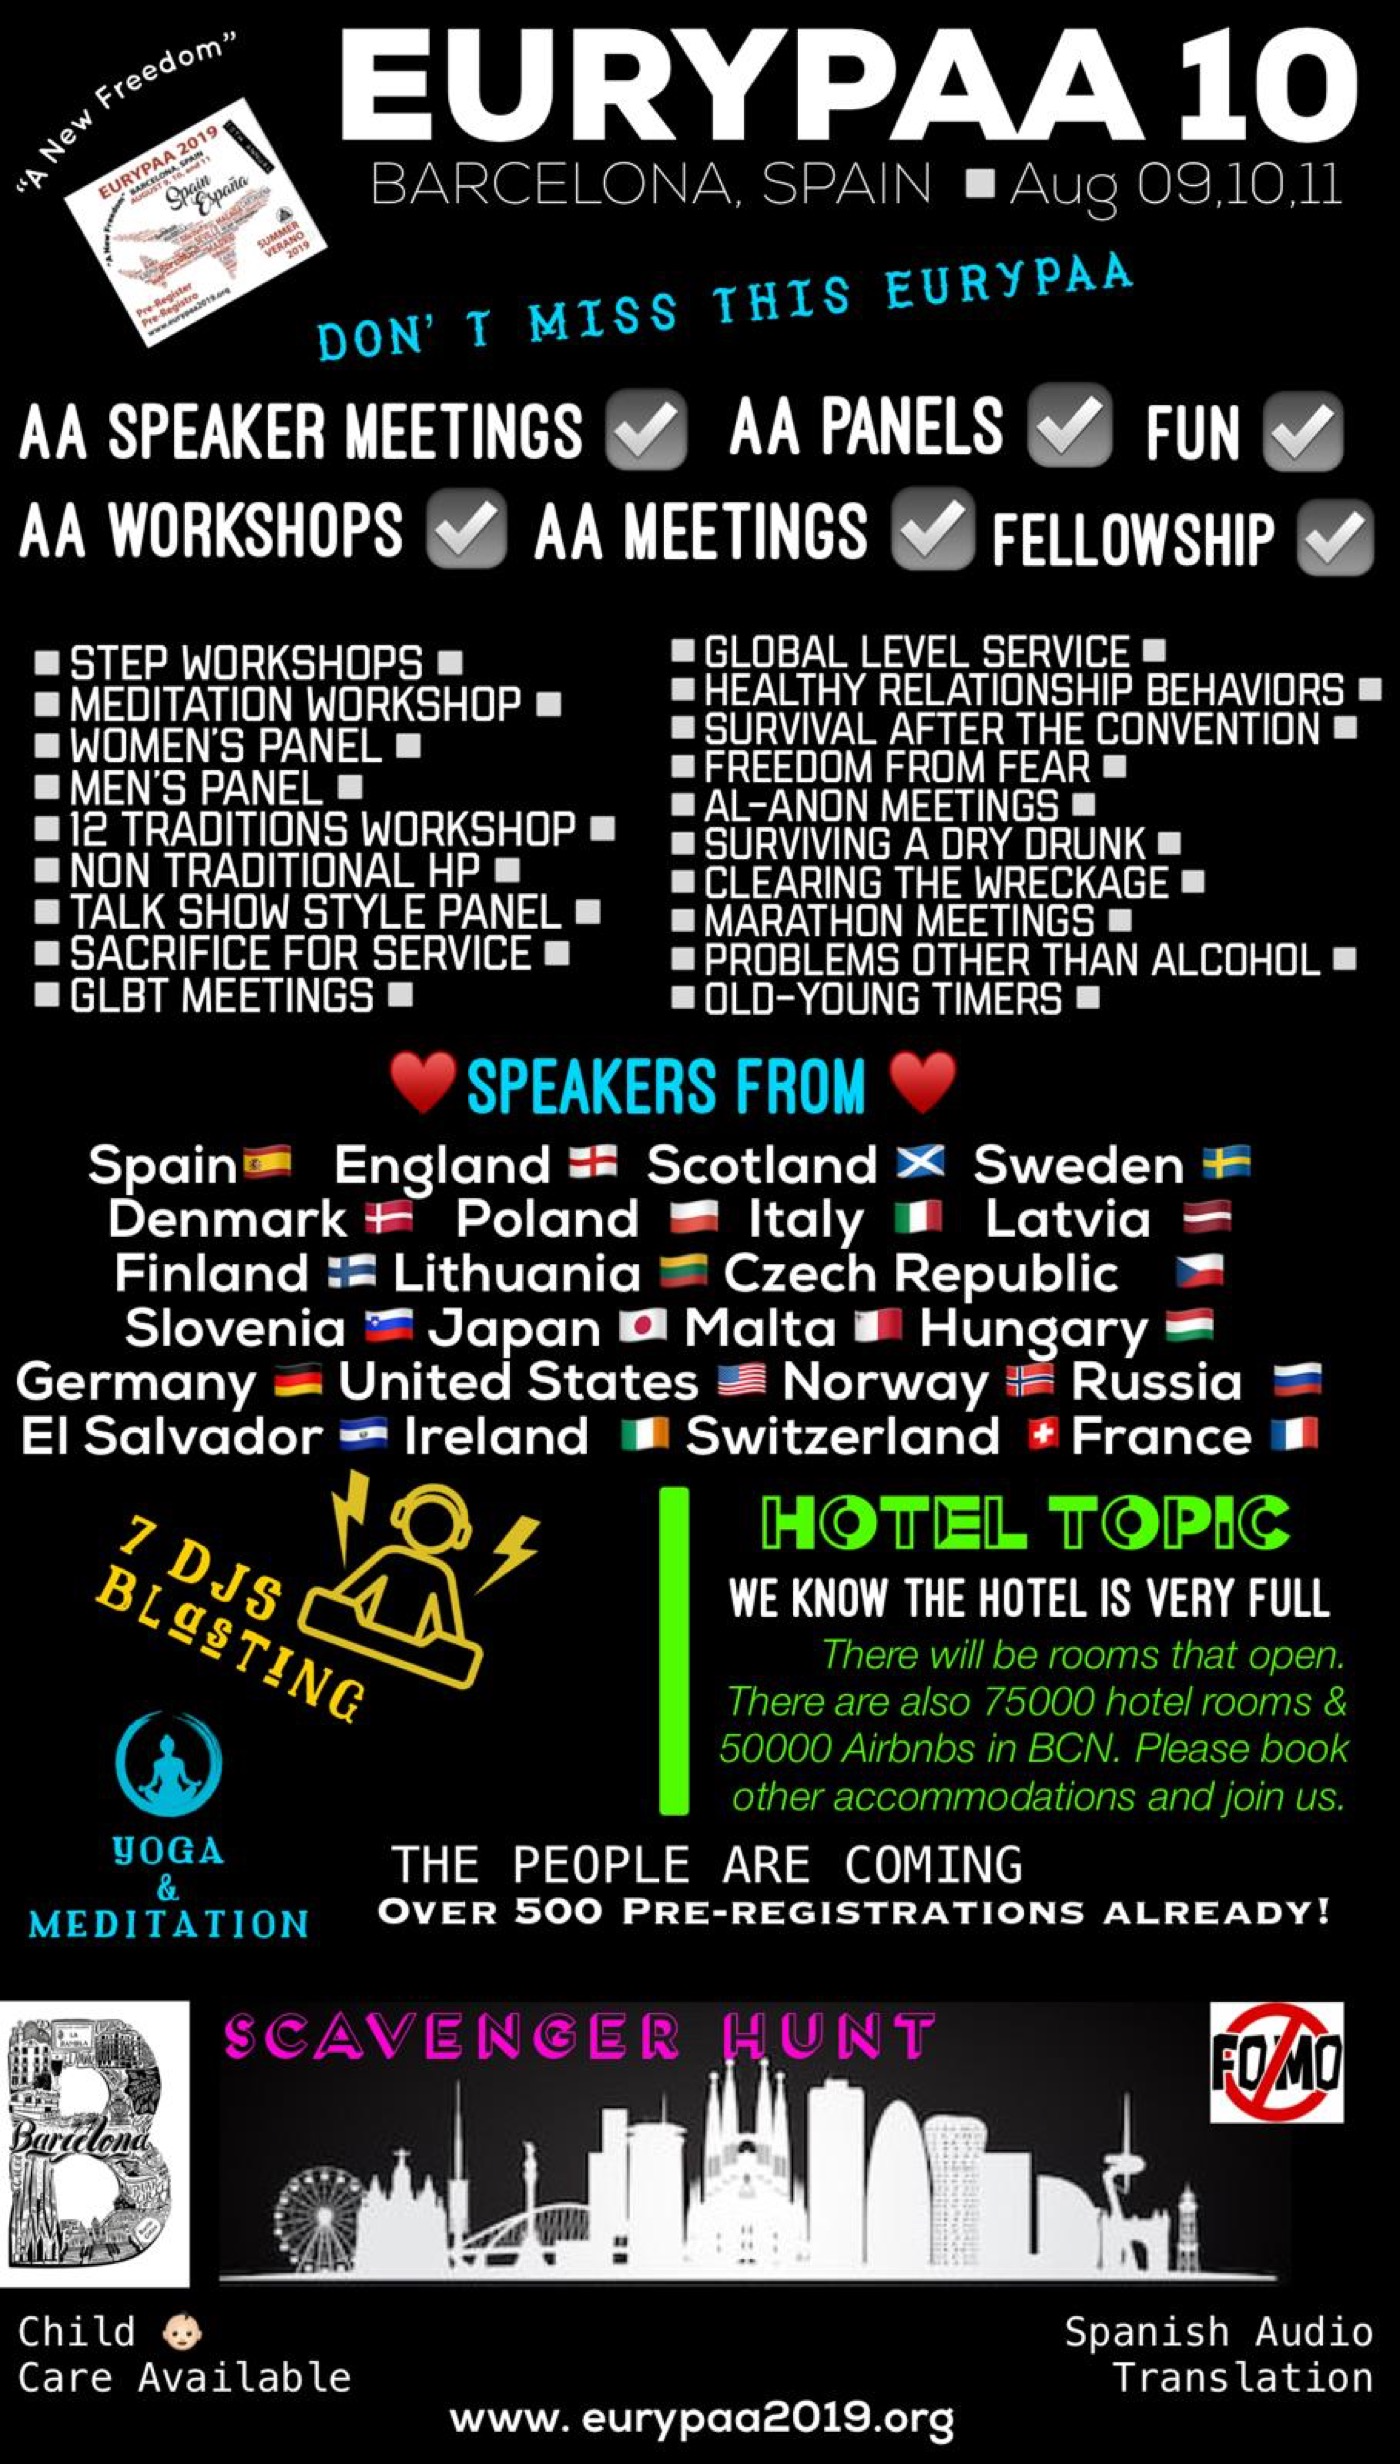 “A New Freedom”
EURYPAA 10
BARCELONA, SPAIN Aug 09,10,11
EURYPAA 2019
BARCELONA, SPAIN
AUGUST 9, 10, and 11
"A New Freedom"
Spain
España
SUMMER
VERANO
2019
Pre-Register
Pre-Registro
www.eurypaa2019.org
DON' T MISS THIS EURYPAA
AA SPEAKER MEETINGS AA PANELS FUN
AA WORKSHOPS AA MEETINGS FELLOWSHIP
STEP WORKSHOPS
MEDITATION WORKSHOP
WOMEN'S PANEL
MEN'S PANEL
12 TRADITIONS WORKSHOP
NON TRADITIONAL HP
TALK SHOW STYLE PANEL
SACRIFICE FOR SERVICE
GLBT MEETINGS
GLOBAL LEVEL SERVICE
HEALTHY RELATIONSHIP BEHAVIORS
SURVIVAL AFTER THE CONVENTION
FREEDOM FROM FEAR
AL-ANON MEETINGS
SURVIVING A DRY DRUNK
CLEARING THE WRECKAGE
MARATHON MEETINGS
PROBLEMS OTHER THAN ALCOHOL
OLD-YOUNG TIMERS
SPEAKERS FROM
Spain England Scotland Sweden
Denmark Poland Italy Latvia
Finland Lithuania Czech Republic
Slovenia Japan Malta Hungary
Germany United States Norway Russia
El Salvador Ireland Switzerland France
7 DJS
BLaSTING
HOTEL TOPIC
WE KNOW THE HOTEL IS VERY FULL
There will be rooms that open.
There are also 75000 hotel rooms &
50000 Airbnbs in BCN. Please book
other accommodations and join us.
YOGA
&
MEDITATION
THE PEOPLE ARE COMING
OVER 500 PRE-REGISTRATIONS ALREADY!
SCAVENGER HUNT
FOMO
LA
RAMBLA
Barcelona
Child
Care Available
Spanish Audio
Translation
www. eurypaa2019.org